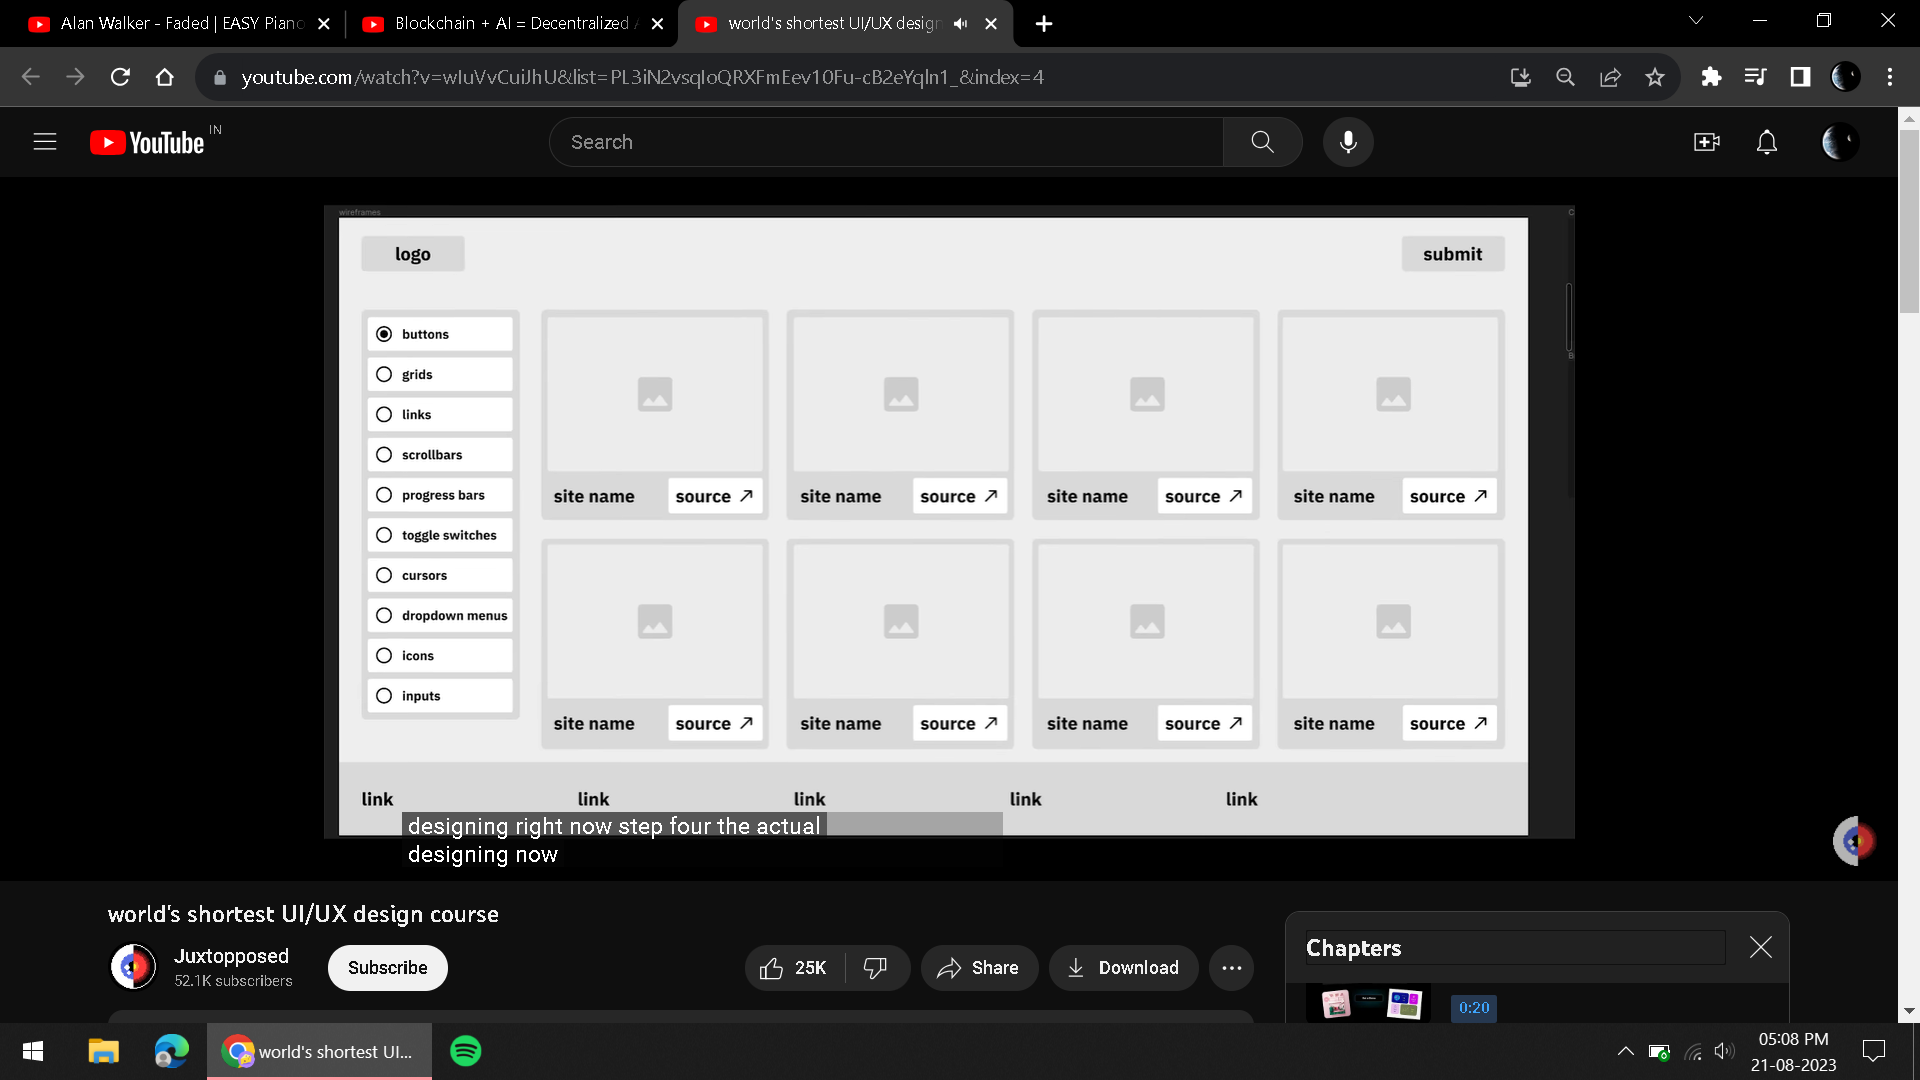 Alan Walker - Faded | EASY Piano
Blockchain + AI = Decentralized A
world's shortest UI/UX design
youtube.com/watch?v=wIuVvCuiJhU&list=PL3iN2vsqIoQRXFmEev10Fu-cB2eYqln1_&index=4
YouTube IN
Search
wireframes
logo
submit
buttons
grids
links
scrollbars
progress bars
toggle switches
cursors
dropdown menus
icons
inputs
site name source ↗ site name source ↗ site name source ↗ site name source ↗
site name source ↗ site name source ↗ site name source ↗ site name source ↗
link link link link link
designing right now step four the actual
designing now
world's shortest UI/UX design course
Juxtopposed
52.1K subscribers
Subscribe
25K
Share
Download
Chapters
0:20
world's shortest UI...
05:08 PM
21-08-2023